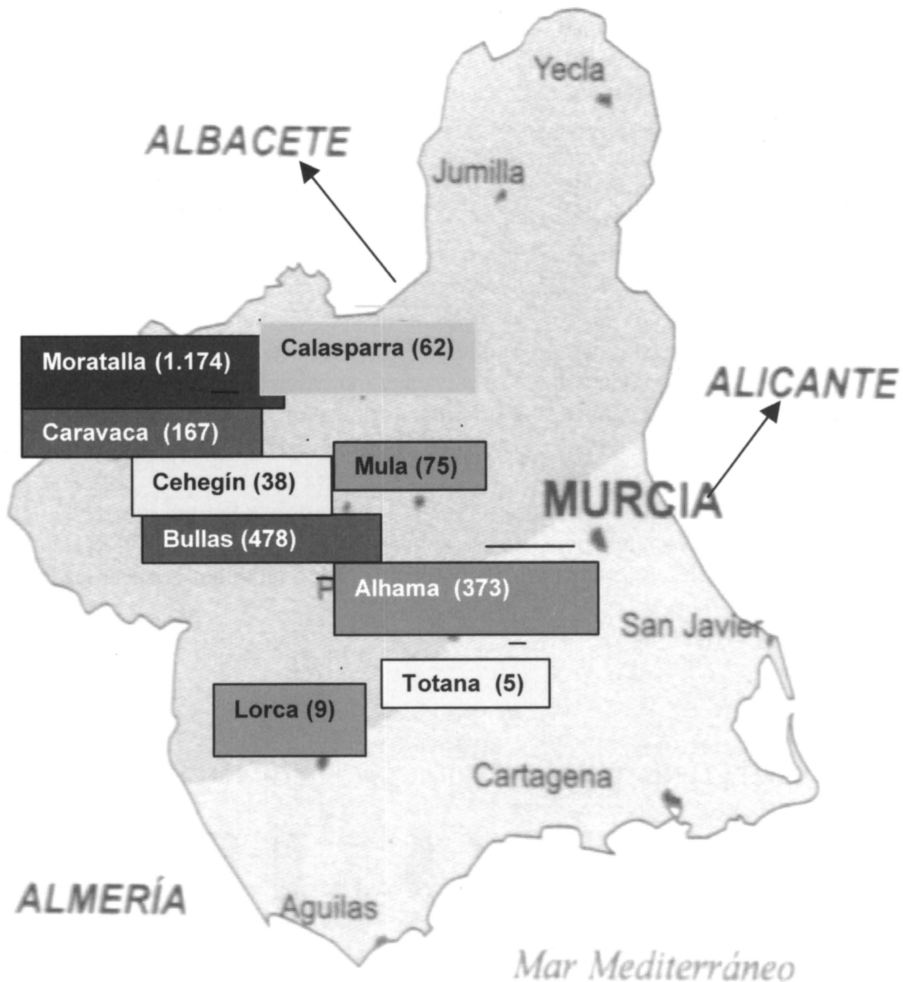 Yecla
ALBACETE
Jumilla
Moratalla (1.174)
Calasparra (62)
ALICANTE
Caravaca (167)
Cehegín (38)
Mula (75)
MURCIA
Bullas (478)
Alhama (373)
San Javier
Totana (5)
Lorca (9)
Cartagena
ALMERÍA
Aguilas
Mar Mediterráneo